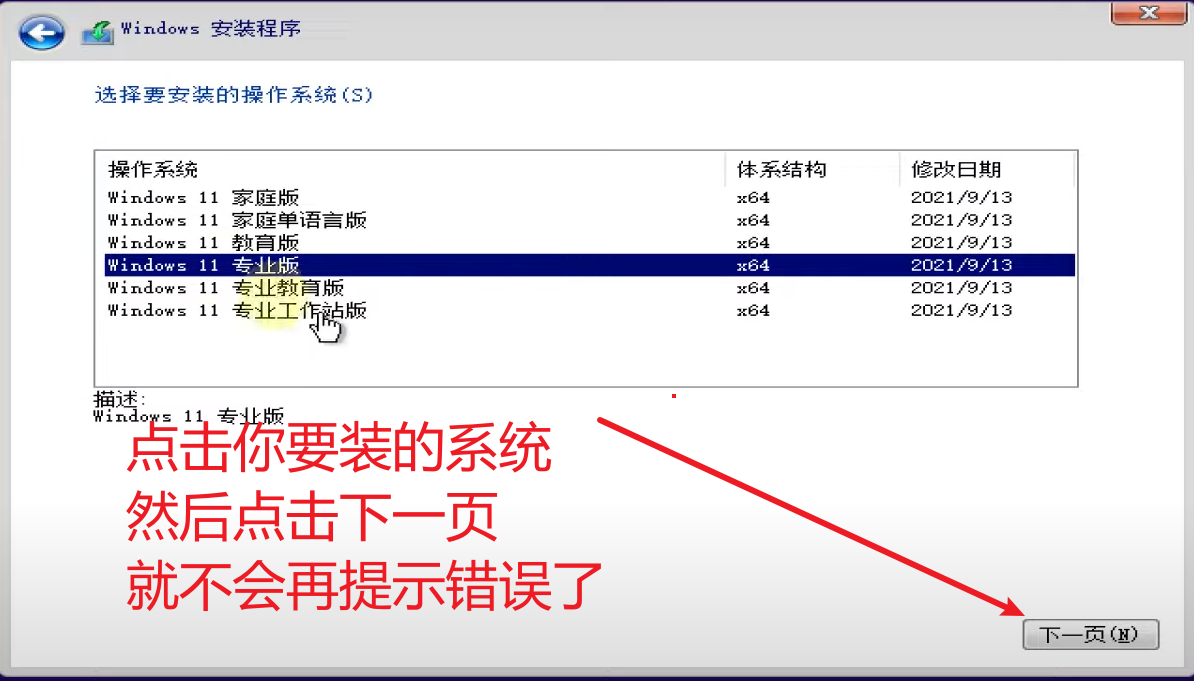 Windows 安装程序
选择要安装的操作系统(S)
操作系统 体系结构 修改日期
Windows 11 家庭版 x64 2021/9/13
Windows 11 家庭单语言版 x64 2021/9/13
Windows 11 教育版 x64 2021/9/13
Windows 11 专业版 x64 2021/9/13
Windows 11 专业教育版 x64 2021/9/13
Windows 11 专业工作站版 x64 2021/9/13
描述:
Windows 11 专业版
点击你要装的系统
然后点击下一页
就不会再提示错误了
下一页(N)